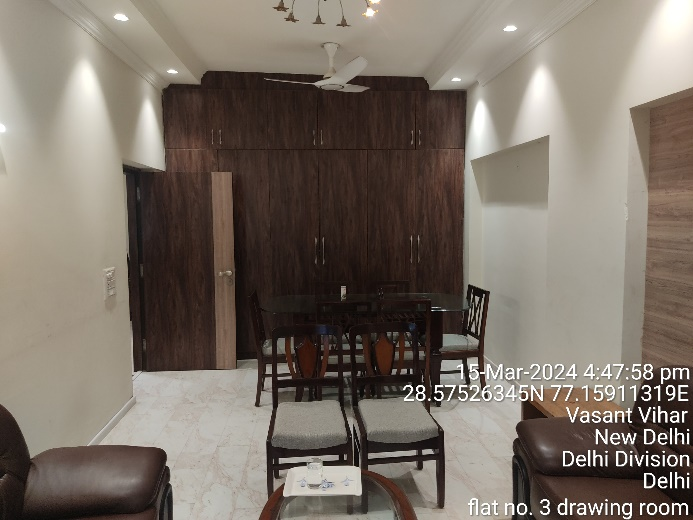 15-Mar-2024 4:47:58 pm
28.57526345N 77.15911319E
Vasant Vihar
New Delhi
Delhi Division
Delhi
flat no. 3 drawing room